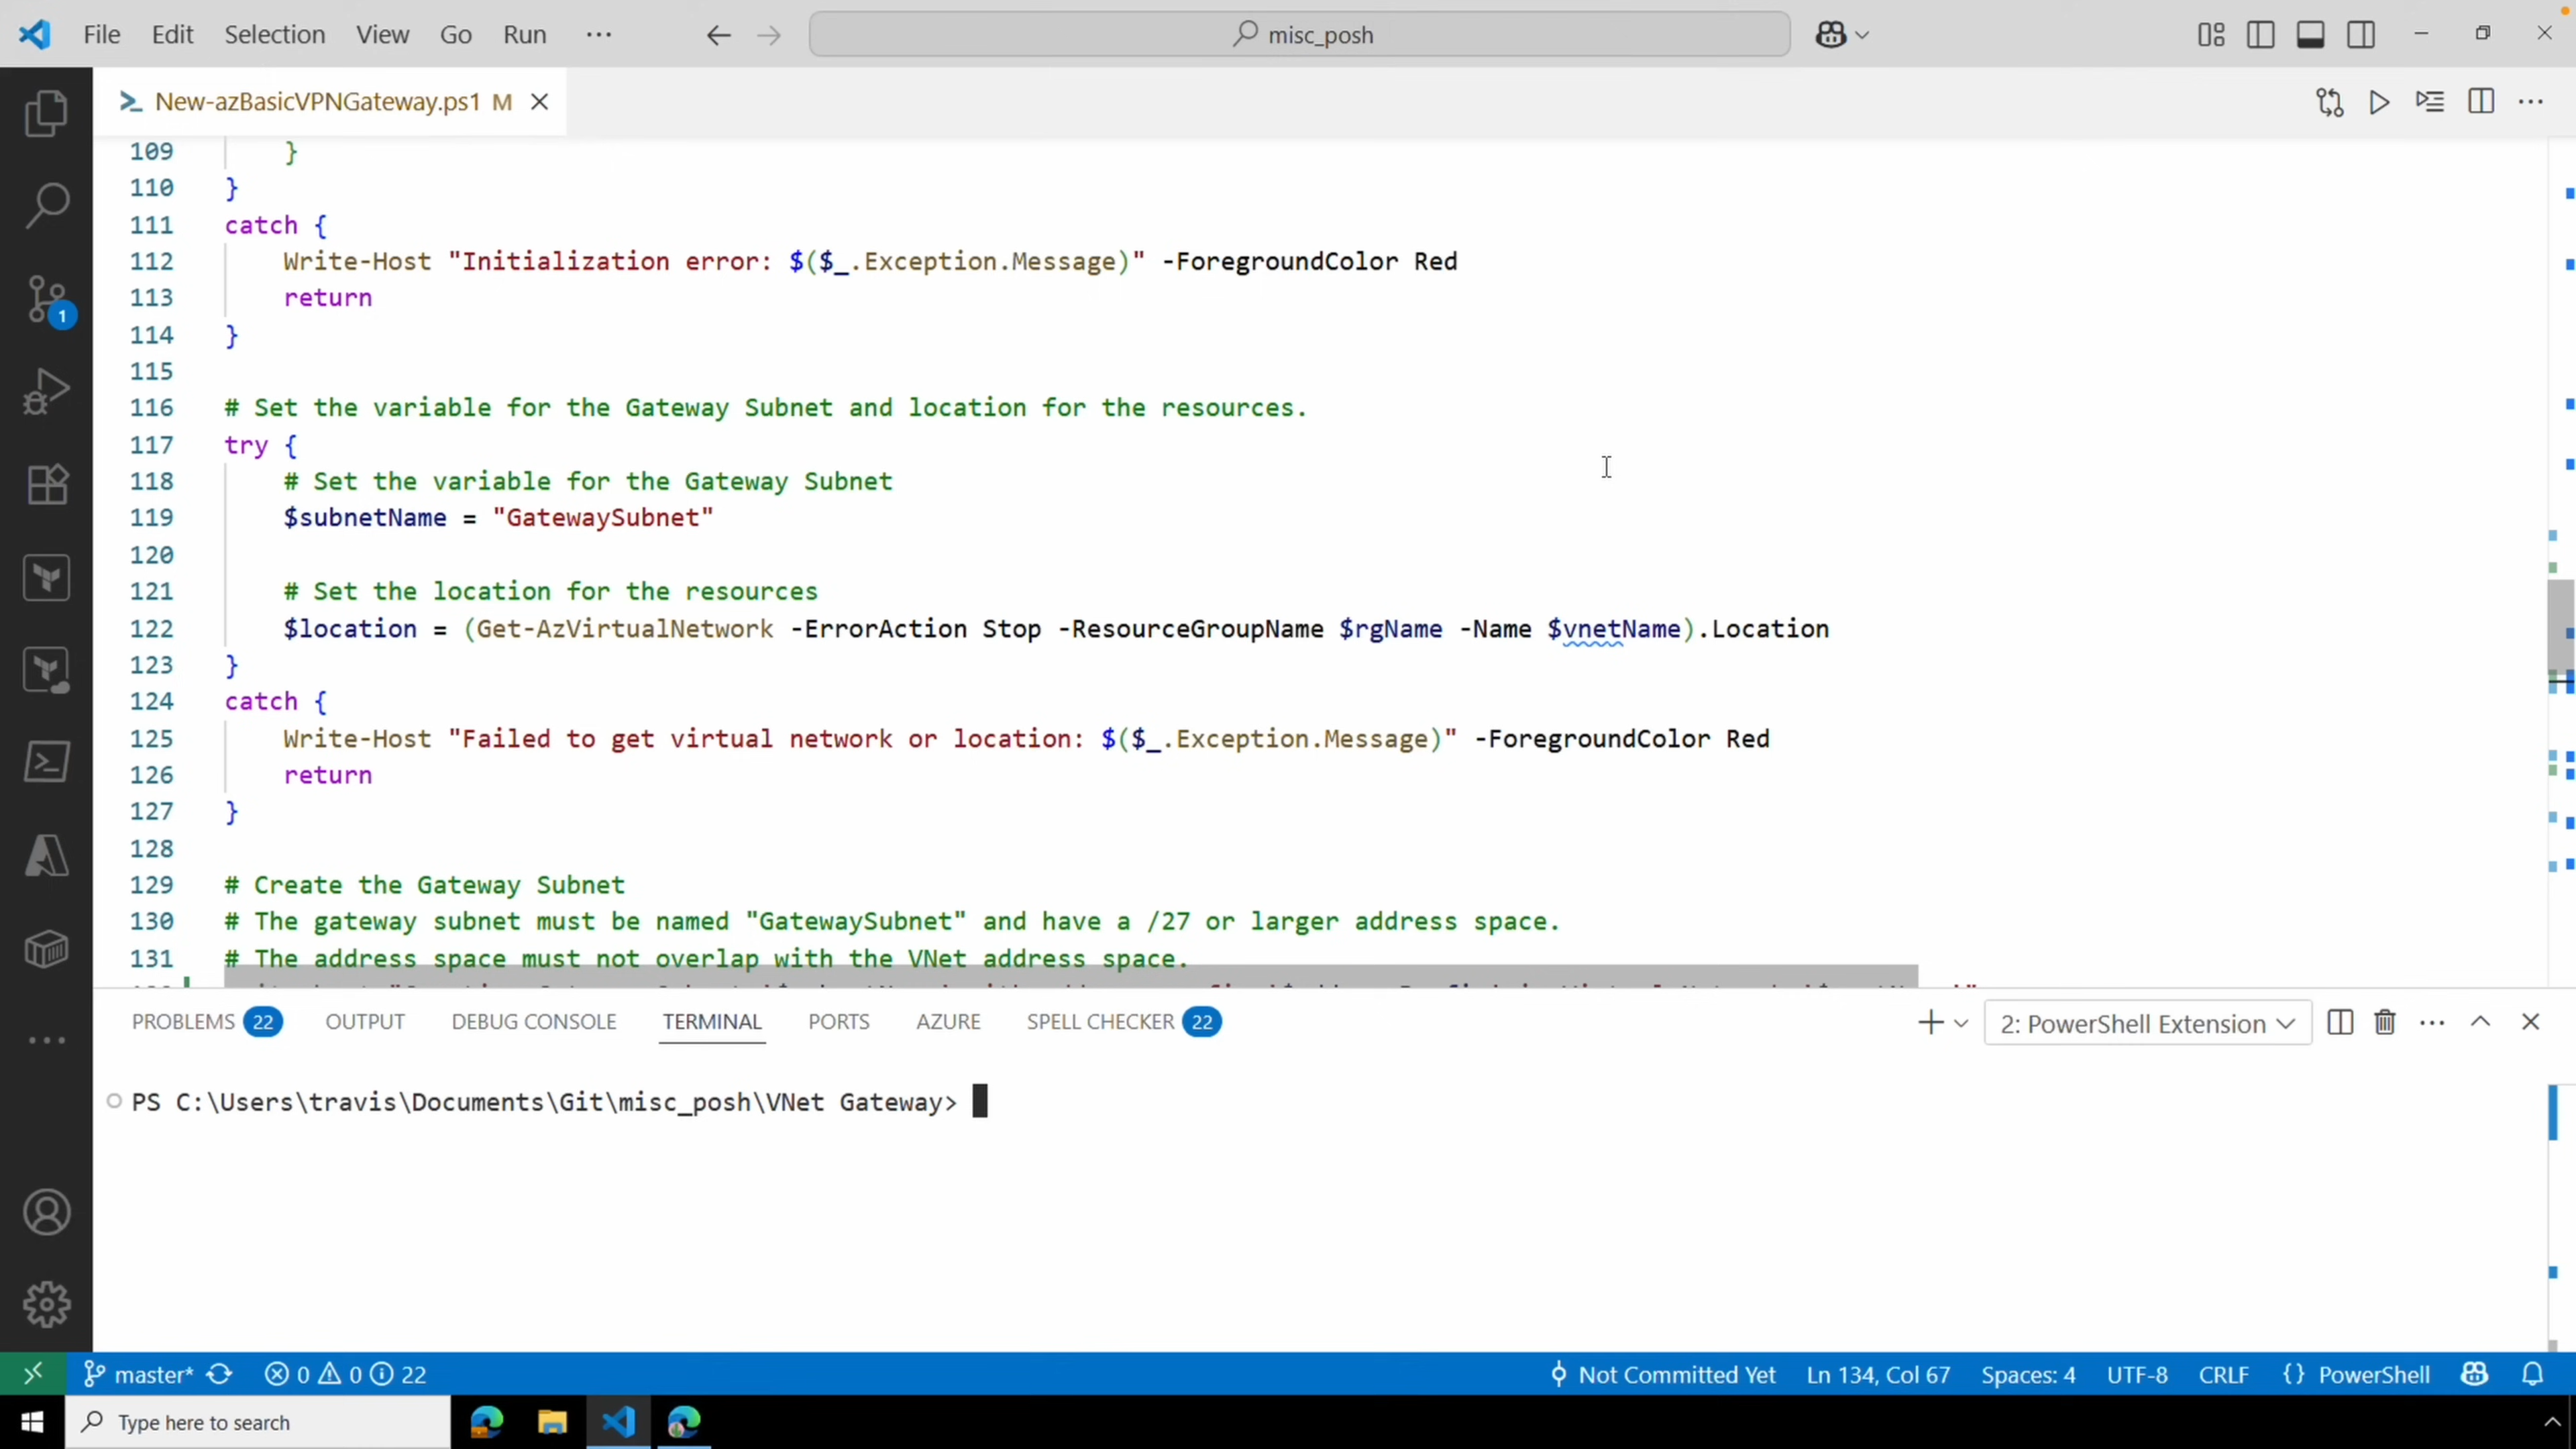 File Edit Selection View Go Run ··· misc_posh
New-azBasicVPNGateway.ps1 M
109 }
110 }
111 catch {
112 Write-Host "Initialization error: $($_.Exception.Message)" -ForegroundColor Red
113 return
114 }
115
116 # Set the variable for the Gateway Subnet and location for the resources.
117 try {
118 # Set the variable for the Gateway Subnet
119 $subnetName = "GatewaySubnet"
120
121 # Set the location for the resources
122 $location = (Get-AzVirtualNetwork -ErrorAction Stop -ResourceGroupName $rgName -Name $vnetName).Location
123 }
124 catch {
125 Write-Host "Failed to get virtual network or location: $($_.Exception.Message)" -ForegroundColor Red
126 return
127 }
128
129 # Create the Gateway Subnet
130 # The gateway subnet must be named "GatewaySubnet" and have a /27 or larger address space.
131 # The address space must not overlap with the VNet address space.
PROBLEMS 22 OUTPUT DEBUG CONSOLE TERMINAL PORTS AZURE SPELL CHECKER 22 2: PowerShell Extension
PS C:\Users\travis\Documents\Git\misc_posh\VNet Gateway>
1
master* 0 0 22 Not Committed Yet Ln 134, Col 67 Spaces: 4 UTF-8 CRLF {} PowerShell
Type here to search